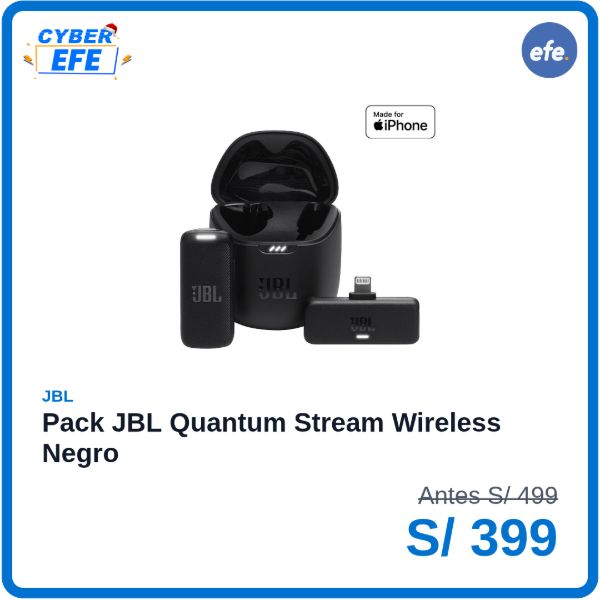 CYBER
EFE
efe.
Made for
iPhone
JBL
JBL
JBL
JBL
Pack JBL Quantum Stream Wireless
Negro
Antes S/ 499
S/ 399